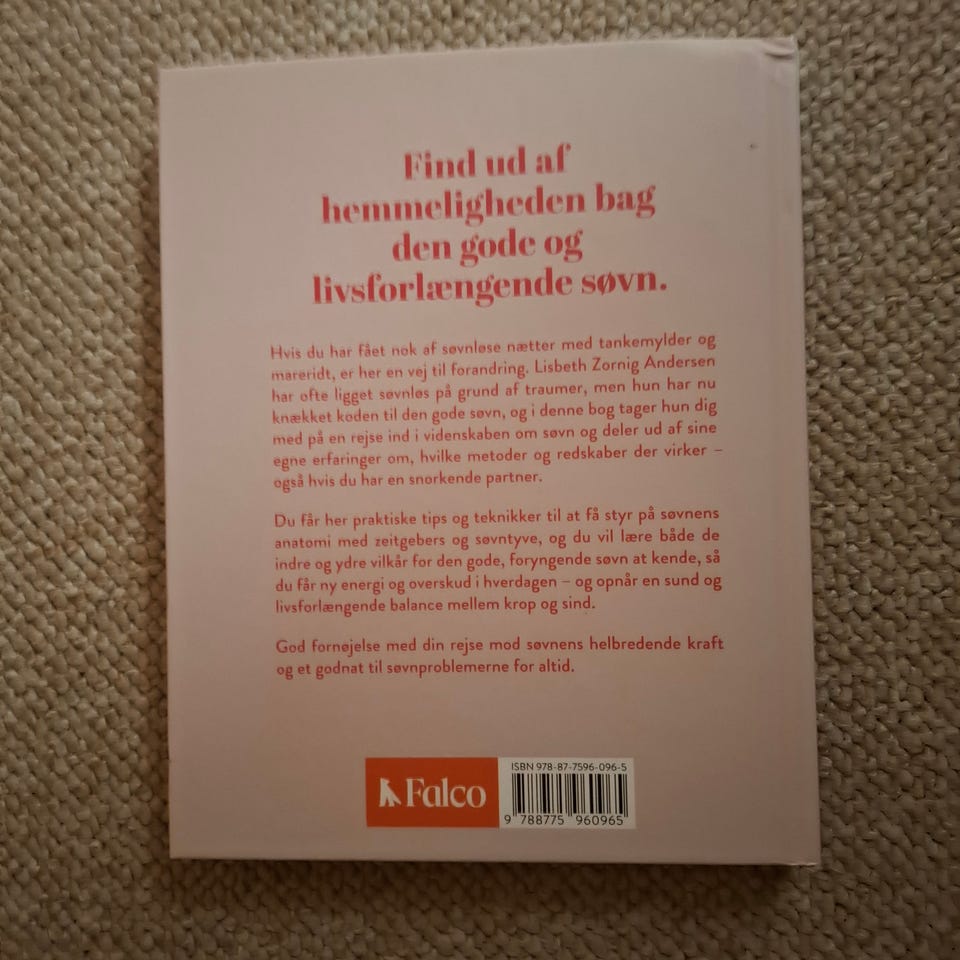 Find ud af
hemmeligheden bag
den gode og
livsforlængende søvn.
Hvis du har fået nok af søvnløse nætter med tankemylder og
mareridt, er her en vej til forandring. Lisbeth Zornig Andersen
har ofte ligget søvnløs på grund af traumer, men hun har nu
knækket koden til den gode søvn, og i denne bog tager hun dig
med på en rejse ind i videnskaben om søvn og deler ud af sine
egne erfaringer om, hvilke metoder og redskaber der virker –
også hvis du har en snorkende partner.
Du får her praktiske tips og teknikker til at få styr på søvnens
anatomi med zeitgebers og søvntyve, og du vil lære både de
indre og ydre vilkår for den gode, foryngende søvn at kende, så
du får ny energi og overskud i hverdagen – og opnår en sund og
livsforlængende balance mellem krop og sind.
God fornøjelse med din rejse mod søvnens helbredende kraft
og et godnat til søvnproblemerne for altid.
Falco
ISBN 978-87-7596-096-5
9 788775 960965